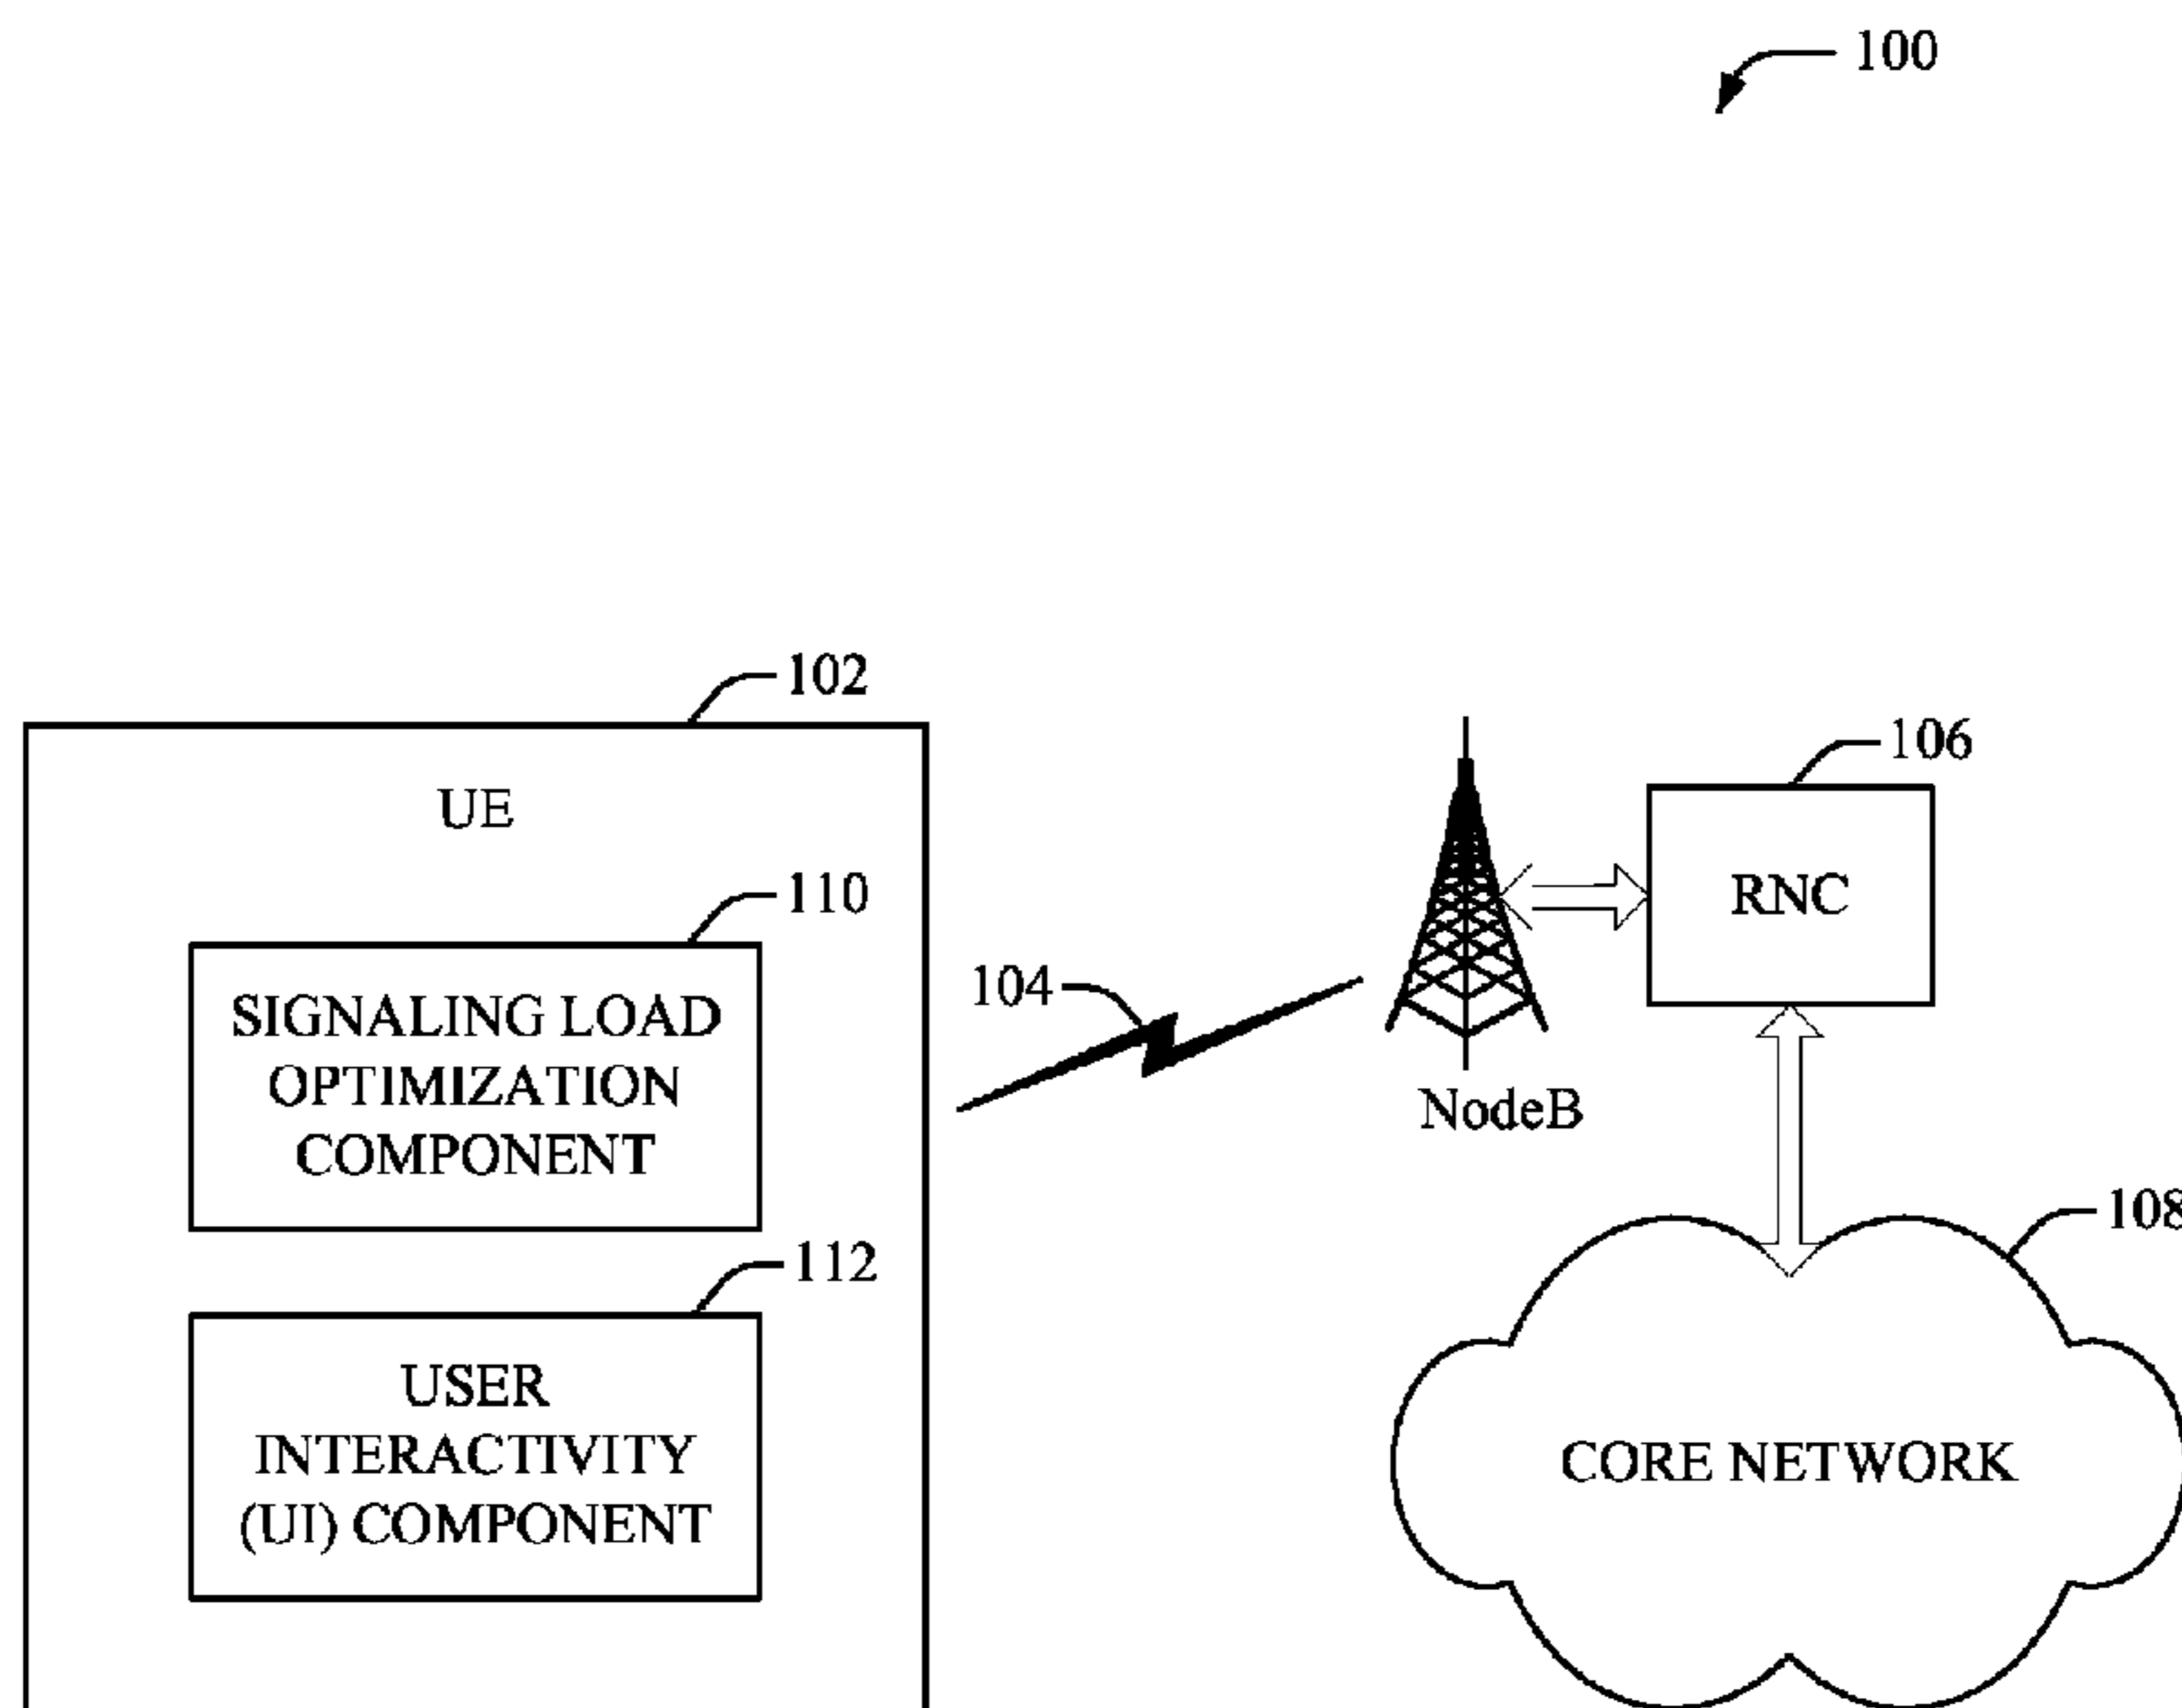 100
102
UE
110
SIGNALING LOAD
OPTIMIZATION
COMPONENT
112
USER
INTERACTIVITY
(UI) COMPONENT
104
NodeB
106
RNC
108
CORE NETWORK